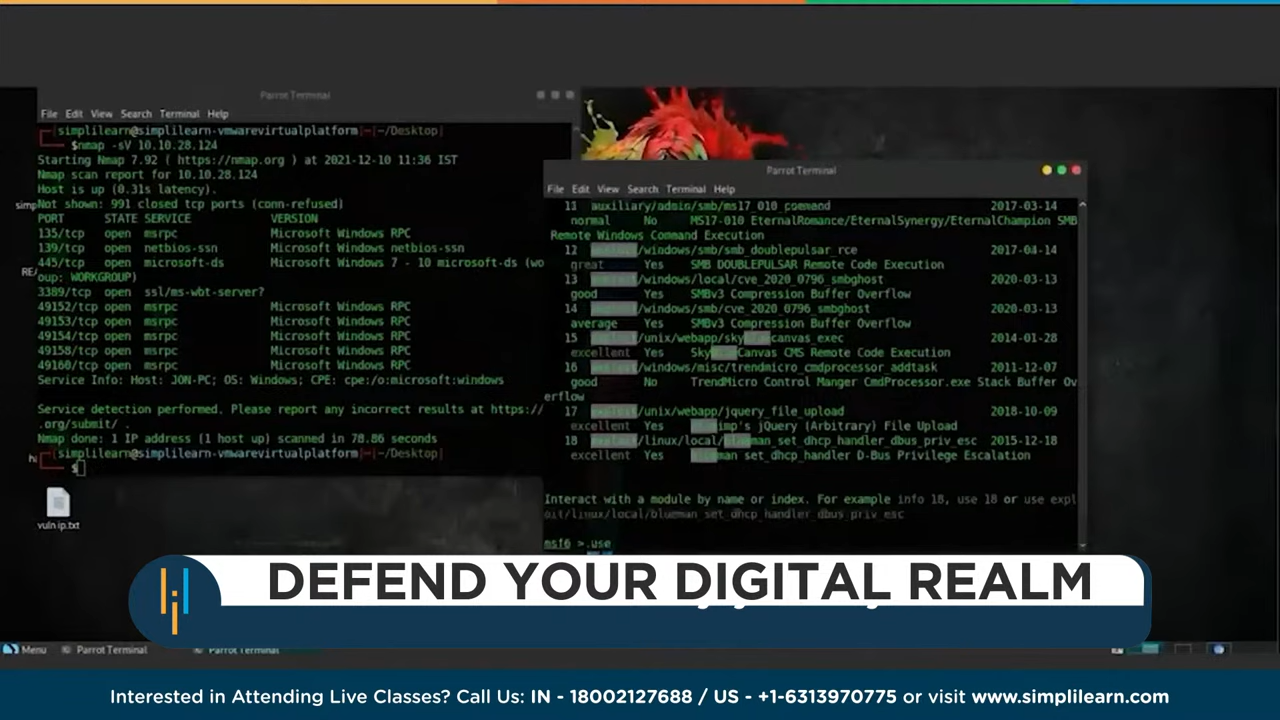 Parrot Terminal
File Edit View Search Terminal Help
[simplilearn@simplilearn-vmwarevirtualplatform]-[~/Desktop]
$nmap -sV 10.10.28.124
Starting Nmap 7.92 ( https://nmap.org ) at 2021-12-10 11:36 IST
Nmap scan report for 10.10.28.124
Host is up (0.31s latency).
Not shown: 991 closed tcp ports (conn-refused)
PORT STATE SERVICE VERSION
135/tcp open msrpc Microsoft Windows RPC
139/tcp open netbios-ssn Microsoft Windows netbios-ssn
445/tcp open microsoft-ds Microsoft Windows 7 - 10 microsoft-ds (wo
oup: WORKGROUP)
3389/tcp open ssl/ms-wbt-server?
49152/tcp open msrpc Microsoft Windows RPC
49153/tcp open msrpc Microsoft Windows RPC
49154/tcp open msrpc Microsoft Windows RPC
49158/tcp open msrpc Microsoft Windows RPC
49160/tcp open msrpc Microsoft Windows RPC
Service Info: Host: JON-PC; OS: Windows; CPE: cpe:/o:microsoft:windows
Service detection performed. Please report any incorrect results at https://
.org/submit/ .
Nmap done: 1 IP address (1 host up) scanned in 78.86 seconds
[simplilearn@simplilearn-vmwarevirtualplatform]-[~/Desktop]
$
vuln ip.txt
Parrot Terminal
File Edit View Search Terminal Help
11 auxiliary/admin/smb/ms17_010_command 2017-03-14
normal No MS17-010 EternalRomance/EternalSynergy/EternalChampion SMB
Remote Windows Command Execution
12 /windows/smb/smb_doublepulsar_rce 2017-04-14
great Yes SMB DOUBLEPULSAR Remote Code Execution
13 /windows/local/cve_2020_0796_smbghost 2020-03-13
good Yes SMBv3 Compression Buffer Overflow
14 /windows/smb/cve_2020_0796_smbghost 2020-03-13
average Yes SMBv3 Compression Buffer Overflow
15 /unix/webapp/sky canvas_exec 2014-01-28
excellent Yes Sky Canvas CMS Remote Code Execution
16 /windows/misc/trendmicro_cmdprocessor_addtask 2011-12-07
good No TrendMicro Control Manger CmdProcessor.exe Stack Buffer Ov
erflow
17 /unix/webapp/jquery_file_upload 2018-10-09
excellent Yes imp's jQuery (Arbitrary) File Upload
18 /linux/local/blueman_set_dhcp_handler_dbus_priv_esc 2015-12-18
excellent Yes man set_dhcp_handler D-Bus Privilege Escalation
Interact with a module by name or index. For example info 18, use 18 or use expl
oit/linux/local/blueman_set_dhcp_handler_dbus_priv_esc
msf6 > use
DEFEND YOUR DIGITAL REALM
Menu Parrot Terminal Parrot Terminal
Interested in Attending Live Classes? Call Us: IN - 18002127688 / US - +1-6313970775 or visit www.simplilearn.com